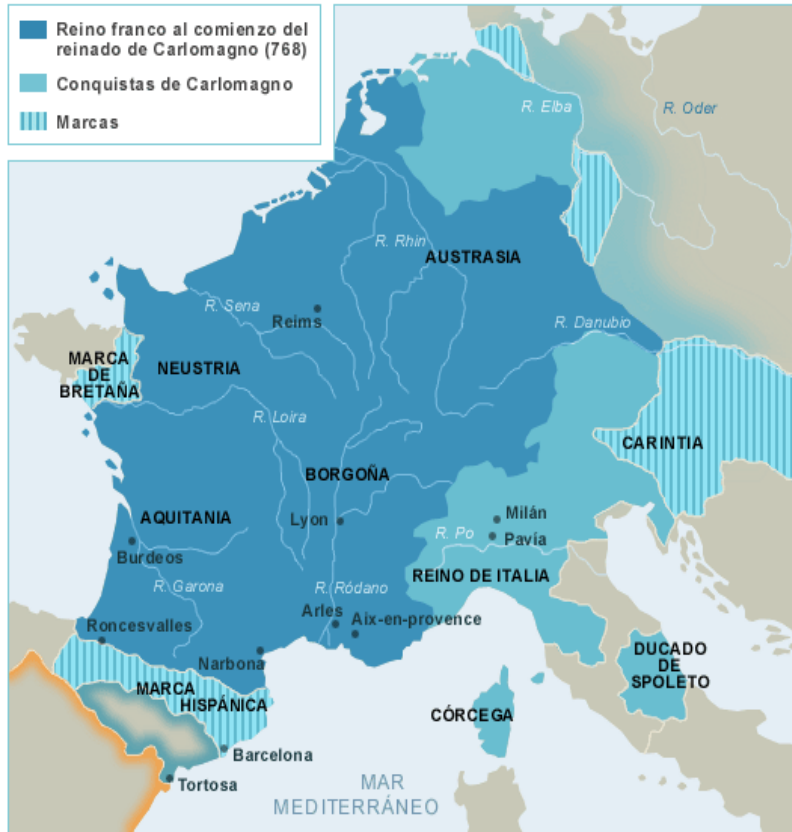 Reino franco al comienzo del
reinado de Carlomagno (768)
Conquistas de Carlomagno
Marcas
R. Elba
R. Oder
R. Rhin
AUSTRASIA
R. Sena
Reims
R. Danubio
MARCA
DE
BRETAÑA
NEUSTRIA
R. Loira
CARINTIA
BORGOÑA
AQUITANIA
Lyon
Milán
R. Po
Pavía
Burdeos
REINO DE ITALIA
R. Garona
R. Ródano
Arles
Aix-en-provence
Roncesvalles
Narbona
DUCADO
DE
SPOLETO
MARCA
HISPÁNICA
CÓRCEGA
Barcelona
Tortosa
MAR
MEDITERRÁNEO